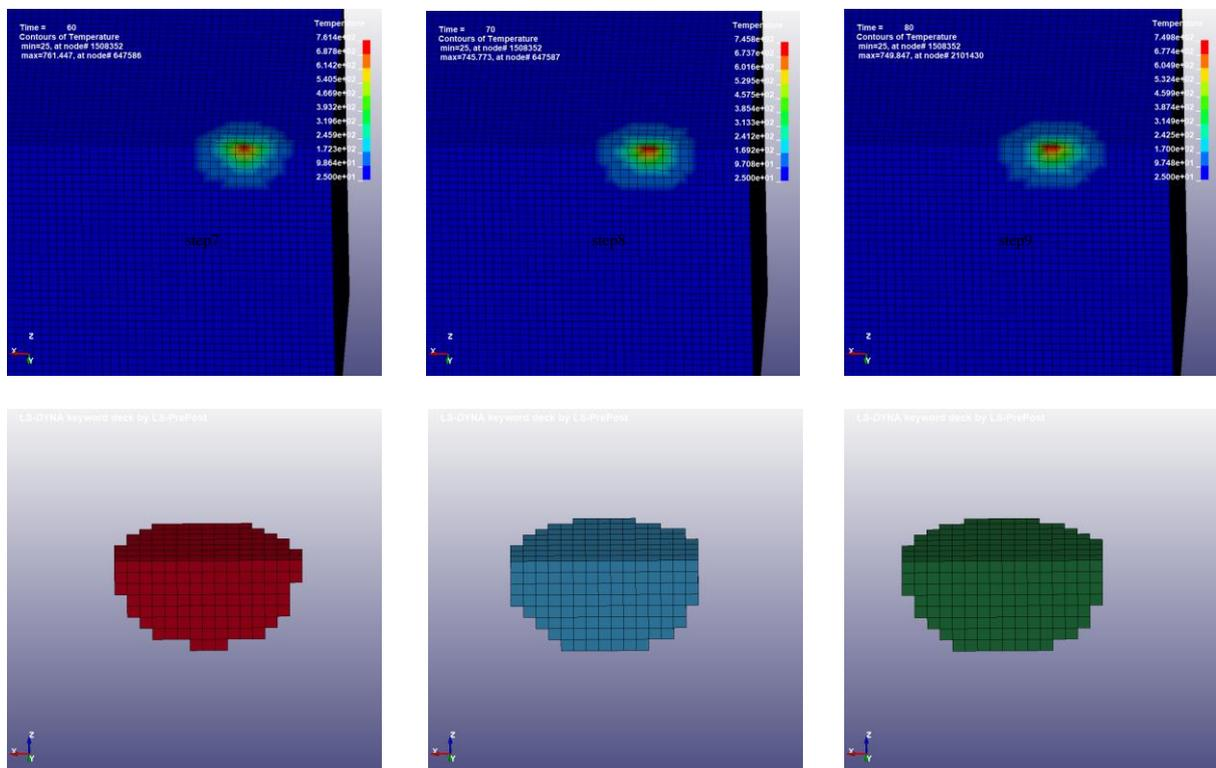 Time = 60
Contours of Temperature
min=25, at node# 1508352
max=761.447, at node# 647586
Temperature
7.614e+02
6.878e+02
6.142e+02
5.405e+02
4.669e+02
3.932e+02
3.196e+02
2.459e+02
1.723e+02
9.864e+01
2.500e+01
step7
Z
X
Y
Time = 70
Contours of Temperature
min=25, at node# 1508352
max=745.773, at node# 647587
Temperature
7.458e+02
6.737e+02
6.016e+02
5.295e+02
4.575e+02
3.854e+02
3.133e+02
2.412e+02
1.692e+02
9.708e+01
2.500e+01
step8
Z
X
Y
Time = 80
Contours of Temperature
min=25, at node# 1508352
max=749.847, at node# 2101430
Temperature
7.498e+02
6.774e+02
6.049e+02
5.324e+02
4.599e+02
3.874e+02
3.149e+02
2.425e+02
1.700e+02
9.748e+01
2.500e+01
step9
Z
X
Y
LS-DYNA keyword deck by LS-PrePost
Z
X
Y
LS-DYNA keyword deck by LS-PrePost
Z
X
Y
LS-DYNA keyword deck by LS-PrePost
Z
X
Y